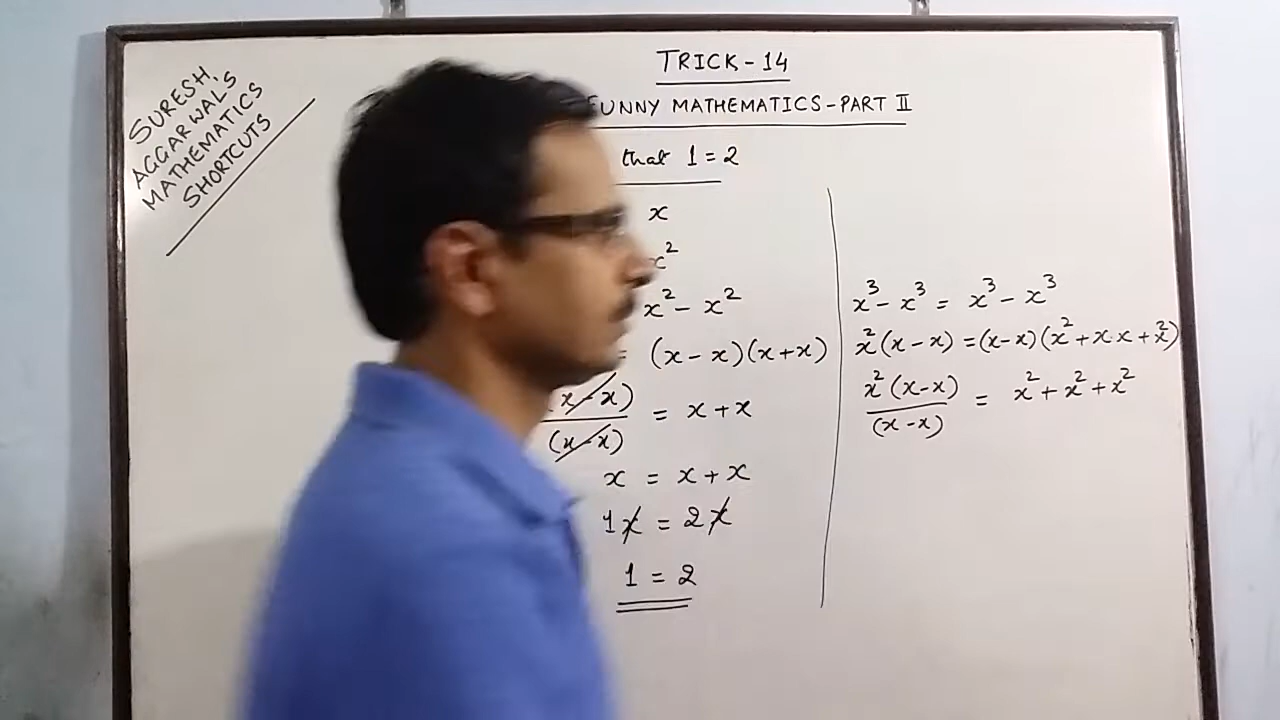 SURESH
AGGARWAL'S
MATHEMATICS
SHORTCUTS
TRICK - 14
FUNNY MATHEMATICS - PART II
that 1 = 2
x
x²
x² - x²
= (x - x)(x + x)
(x - x) / (x - x) = x + x
x = x + x
1x = 2x
1 = 2
x³ - x³ = x³ - x³
x²(x - x) = (x - x)(x² + x.x + x²)
x²(x - x) / (x - x) = x² + x² + x²